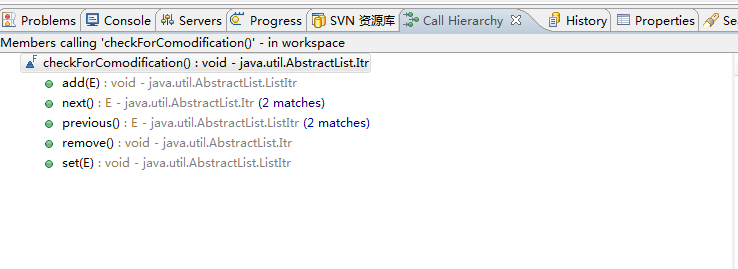 Problems Console Servers Progress SVN 资源库 Call Hierarchy History Properties Se
Members calling 'checkForComodification()' - in workspace
F checkForComodification() : void - java.util.AbstractList.Itr
add(E) : void - java.util.AbstractList.ListItr
next() : E - java.util.AbstractList.Itr (2 matches)
previous() : E - java.util.AbstractList.ListItr (2 matches)
remove() : void - java.util.AbstractList.Itr
set(E) : void - java.util.AbstractList.ListItr